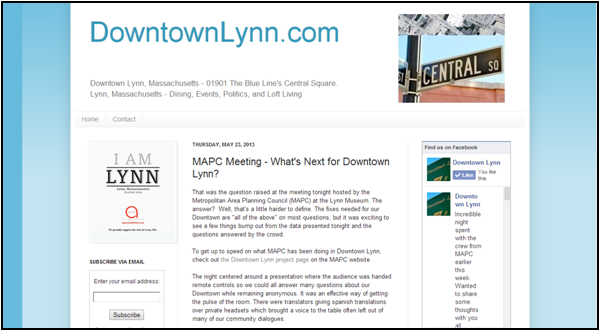 DowntownLynn.com
CENTRAL SQ
Downtown Lynn, Massachusetts - 01901 The Blue Line's Central Square.
Lynn, Massachusetts - Dining, Events, Politics, and Loft Living
Home
Contact
I AM
LYNN
Lynn, Massachusetts
SUBSCRIBE VIA EMAIL
Enter your email address:
Subscribe
THURSDAY, MAY 23, 2013
MAPC Meeting - What's Next for Downtown
Lynn?
That was the question raised at the meeting tonight hosted by the
Metropolitan Area Planning Council (MAPC) at the Lynn Museum. The
answer? Well, that's a little harder to define. The fixes needed for our
Downtown are "all of the above" on most questions, but it was exciting to
see a few things bump out from the data presented tonight and the
questions answered by the crowd.
To get up to speed on what MAPC has been doing in Downtown Lynn,
check out the Downtown Lynn project page on the MAPC website.
The night centered around a presentation where the audience was handed
remote controls so we could all answer many questions about our
Downtown while remaining anonymous. It was an effective way of getting
the pulse of the room. There were translators giving spanish translations
over private headsets which brought a voice to the table often left out of
many of our community dialogues.
Find us on Facebook
Downtown Lynn
Like
You like
this.
Downto
wn Lynn
Incredible
night
spent
with the
crew from
MAPC
earlier
this
week.
Wanted
to share
some
thoughts
with you
all